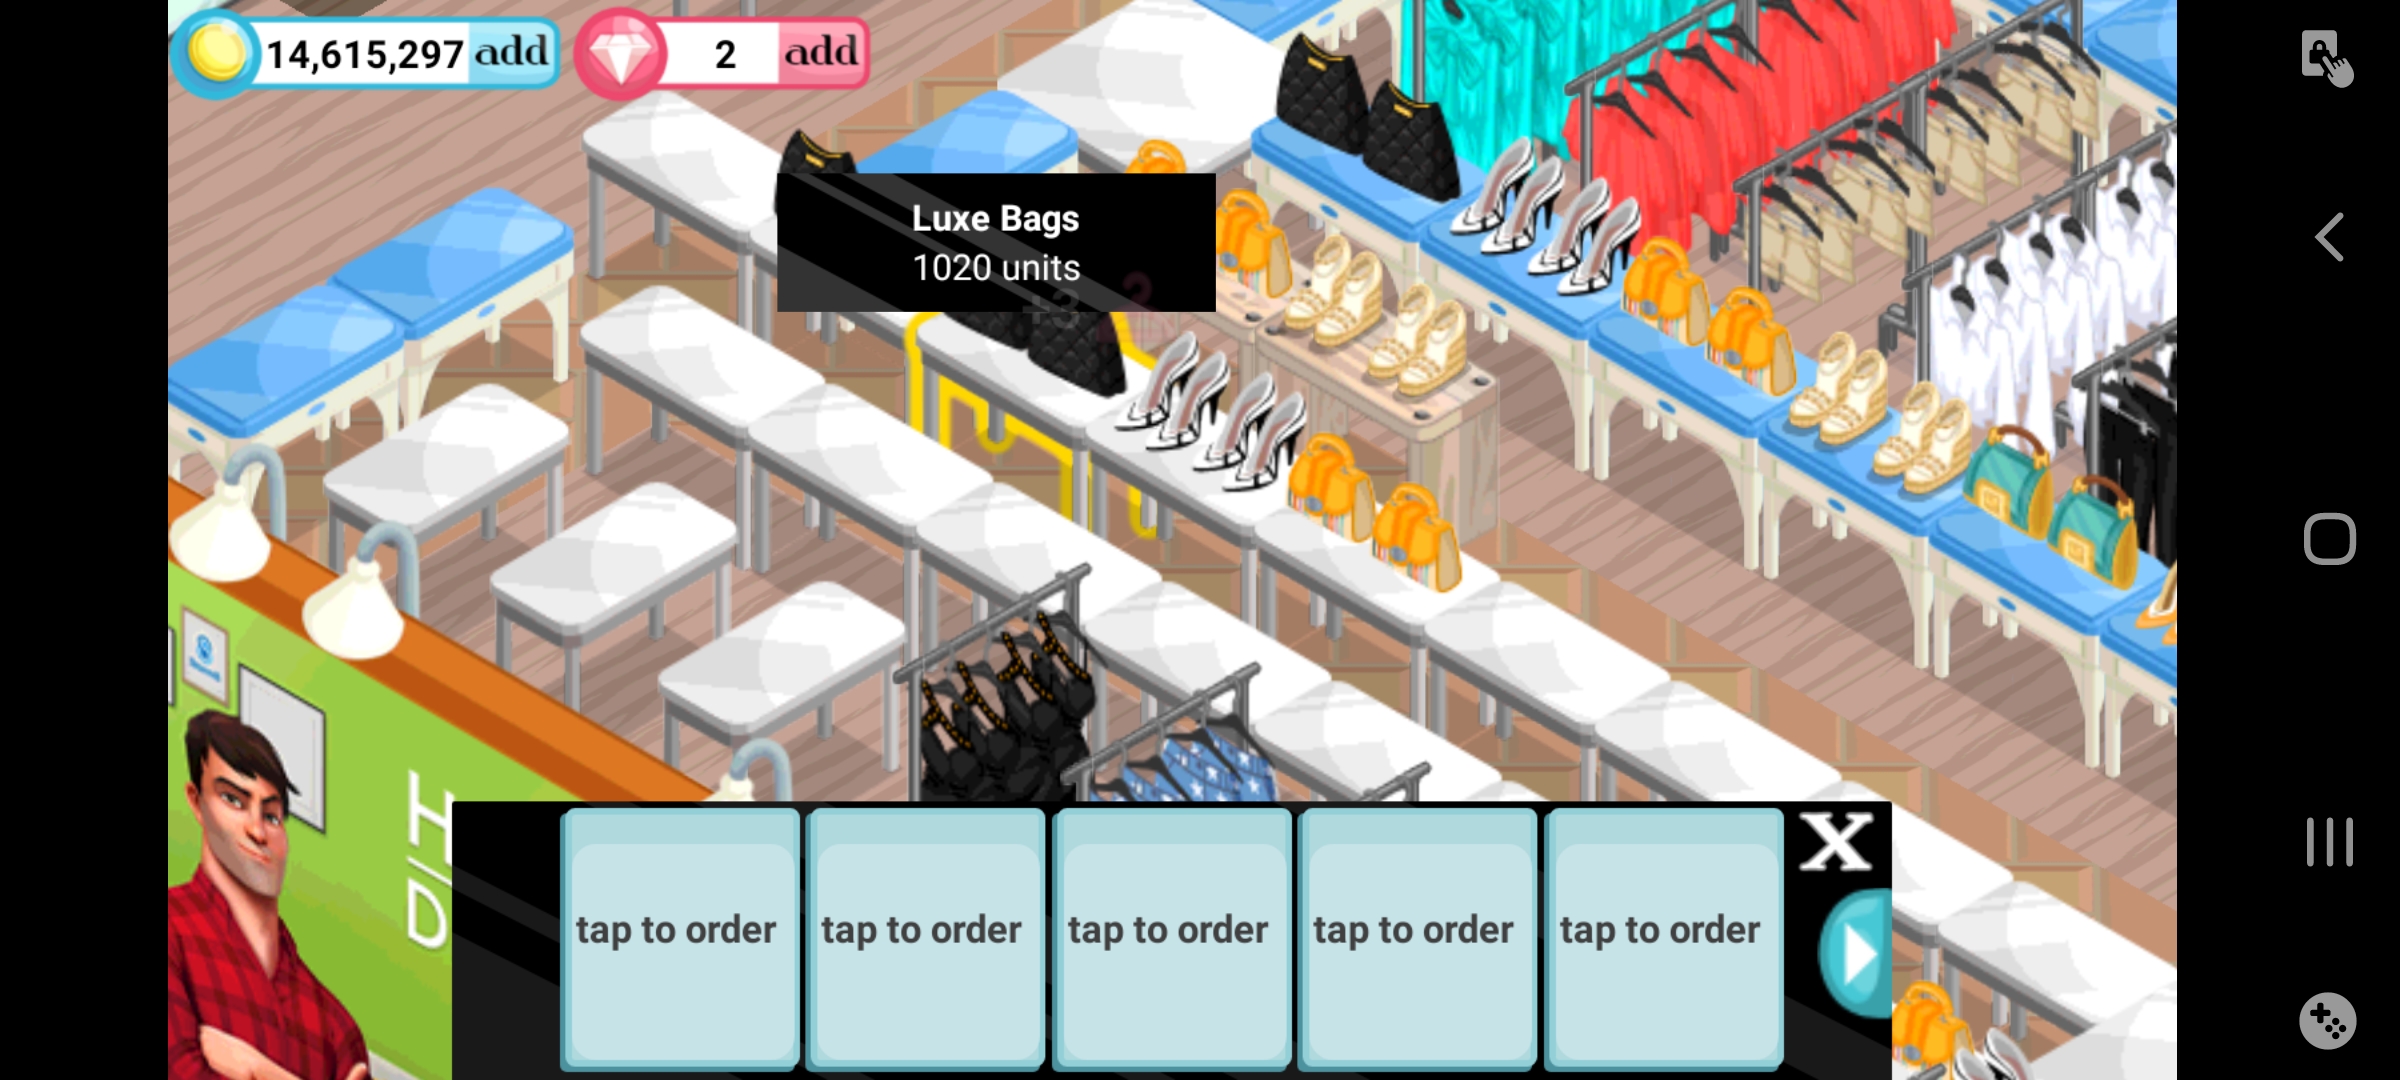 14,615,297 add
2 add
Luxe Bags
1020 units
+3
H
D
tap to order
tap to order
tap to order
tap to order
tap to order
X